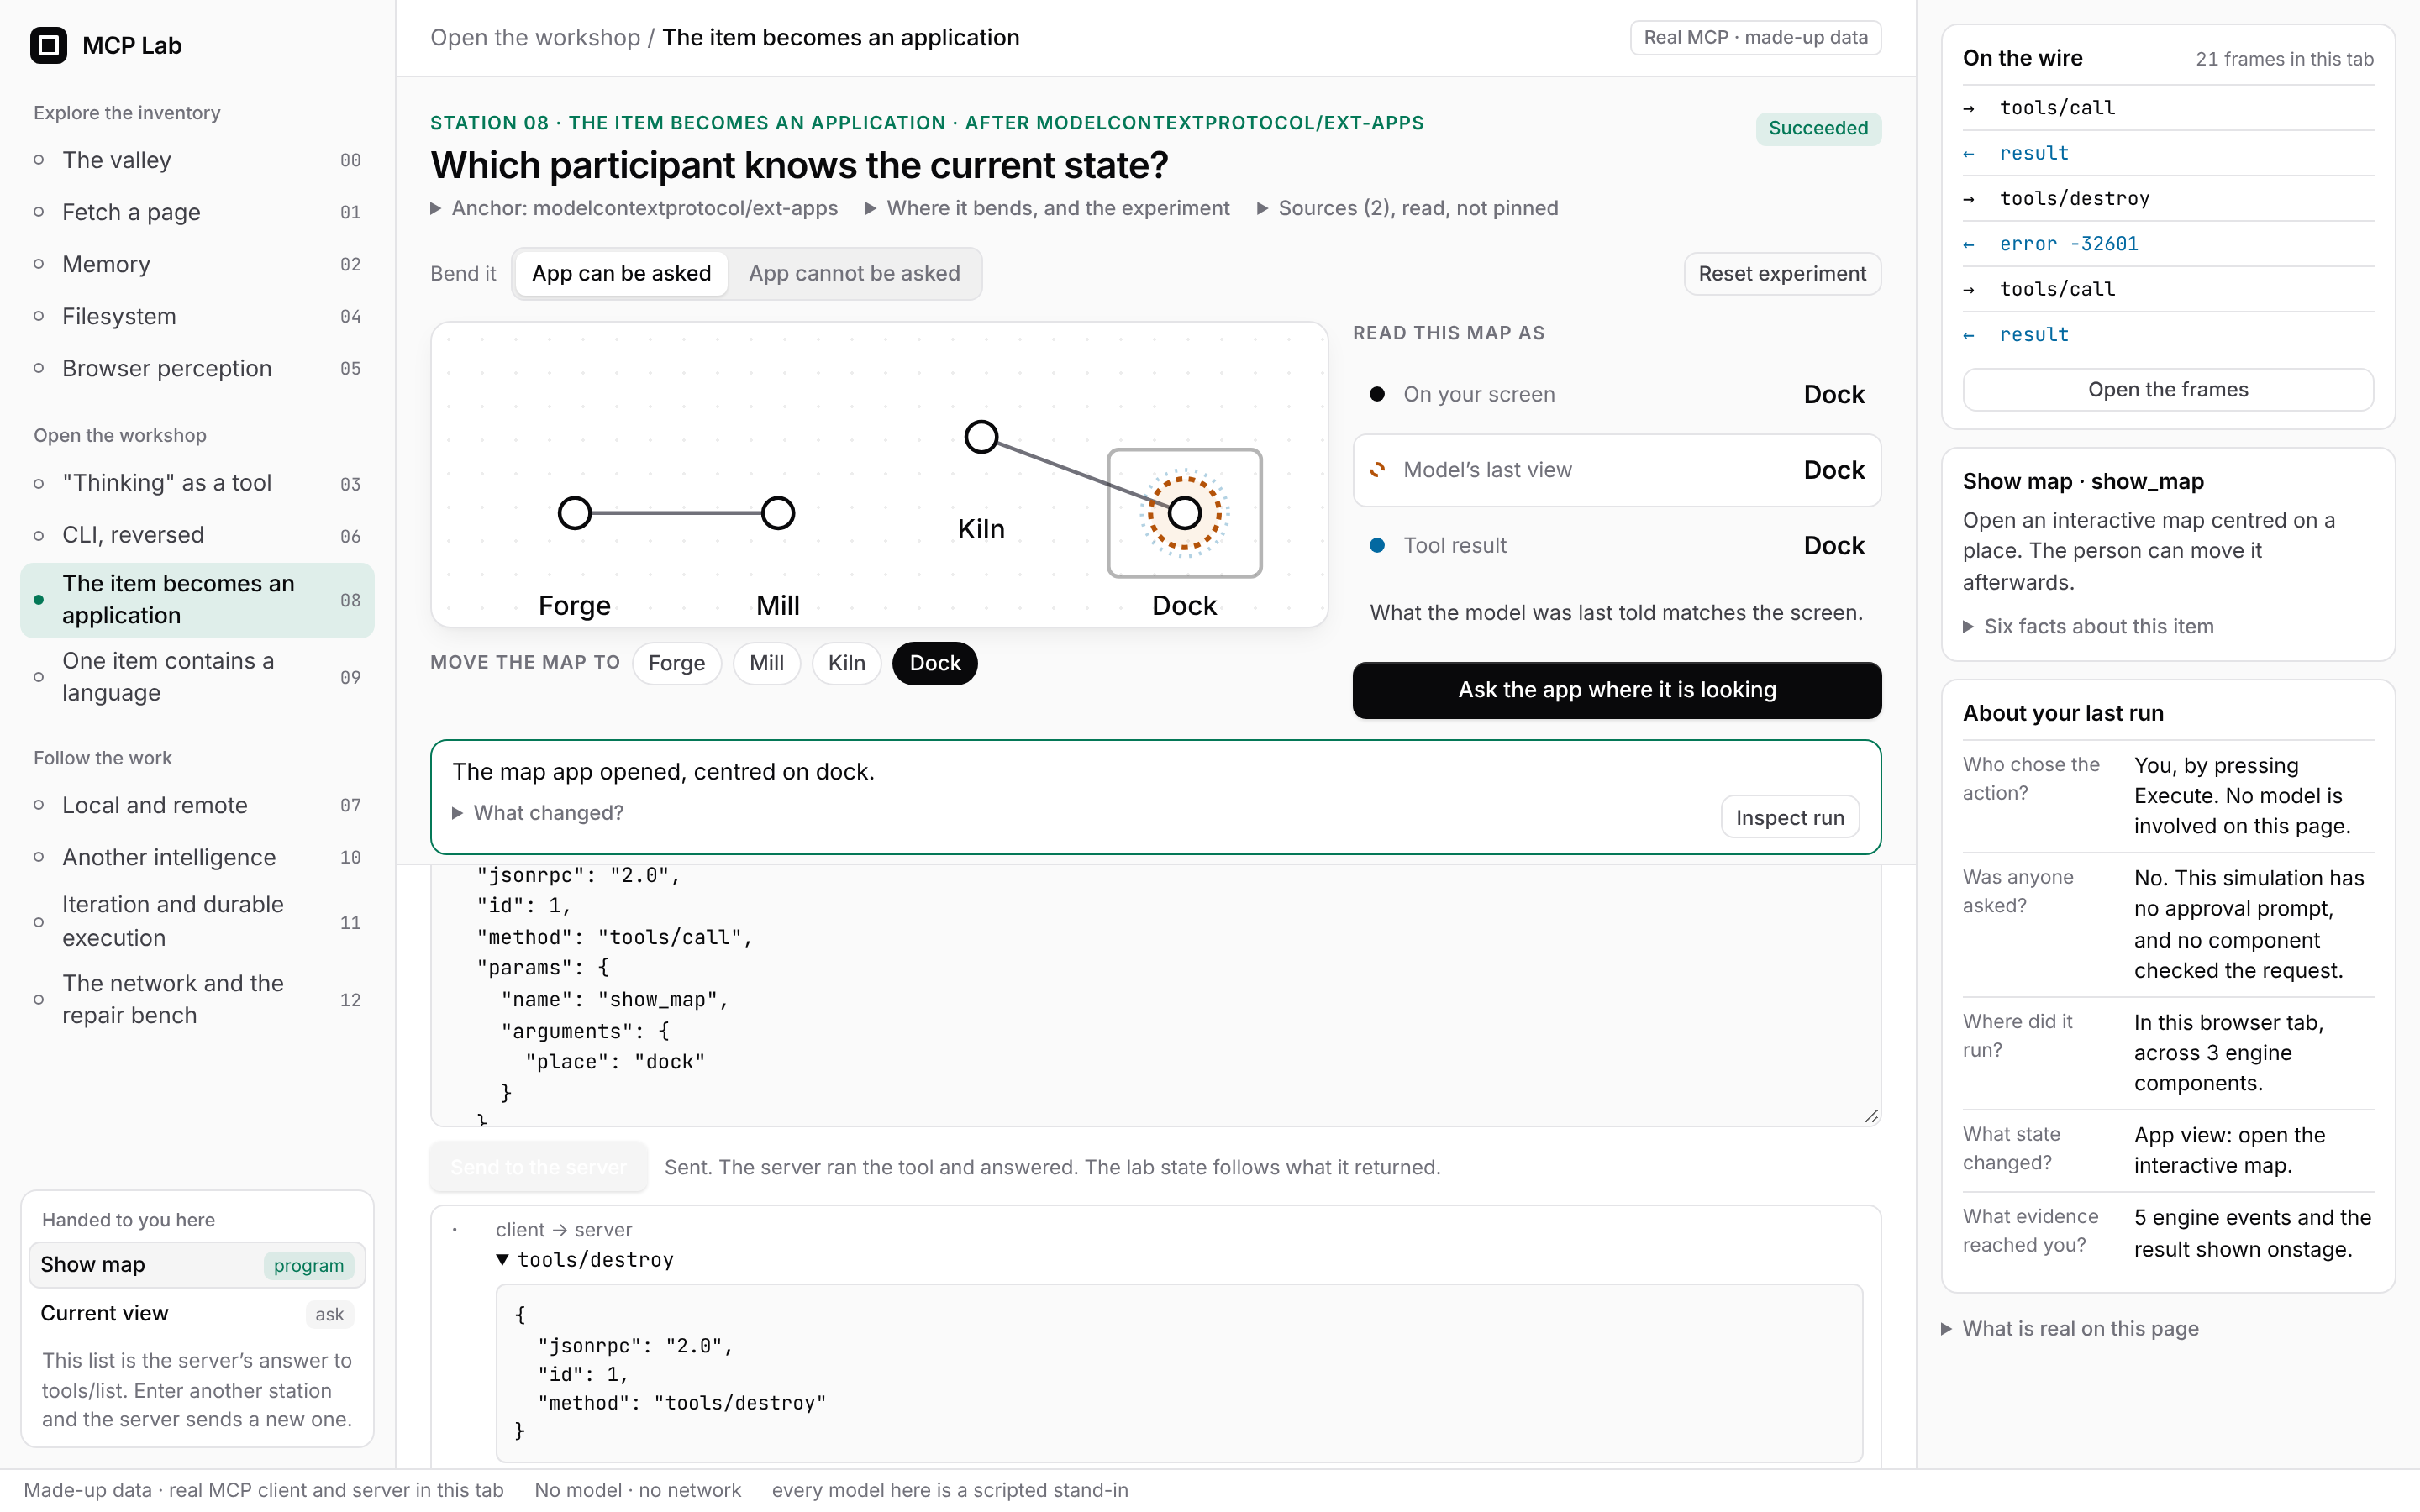 MCP Lab
Explore the inventory
The valley 00
Fetch a page 01
Memory 02
Filesystem 04
Browser perception 05
Open the workshop
"Thinking" as a tool 03
CLI, reversed 06
The item becomes an
application 08
One item contains a
language 09
Follow the work
Local and remote 07
Another intelligence 10
Iteration and durable
execution 11
The network and the
repair bench 12
Handed to you here
Show map program
Current view ask
This list is the server’s answer to
tools/list. Enter another station
and the server sends a new one.
Open the workshop / The item becomes an application
Real MCP · made-up data
STATION 08 · THE ITEM BECOMES AN APPLICATION · AFTER MODELCONTEXTPROTOCOL/EXT-APPS
Succeeded
Which participant knows the current state?
▶ Anchor: modelcontextprotocol/ext-apps ▶ Where it bends, and the experiment ▶ Sources (2), read, not pinned
Bend it App can be asked App cannot be asked
Reset experiment
Kiln
Forge Mill Dock
MOVE THE MAP TO Forge Mill Kiln Dock
READ THIS MAP AS
On your screen Dock
Model’s last view Dock
Tool result Dock
What the model was last told matches the screen.
Ask the app where it is looking
The map app opened, centred on dock.
▶ What changed?
Inspect run
"jsonrpc": "2.0",
"id": 1,
"method": "tools/call",
"params": {
"name": "show_map",
"arguments": {
"place": "dock"
}
}
Send to the server
Sent. The server ran the tool and answered. The lab state follows what it returned.
· client → server
▼ tools/destroy
{
"jsonrpc": "2.0",
"id": 1,
"method": "tools/destroy"
}
On the wire 21 frames in this tab
→ tools/call
← result
→ tools/destroy
← error -32601
→ tools/call
← result
Open the frames
Show map · show_map
Open an interactive map centred on a
place. The person can move it
afterwards.
▶ Six facts about this item
About your last run
Who chose the
action?
You, by pressing
Execute. No model is
involved on this page.
Was anyone
asked?
No. This simulation has
no approval prompt,
and no component
checked the request.
Where did it
run?
In this browser tab,
across 3 engine
components.
What state
changed?
App view: open the
interactive map.
What evidence
reached you?
5 engine events and the
result shown onstage.
▶ What is real on this page
Made-up data · real MCP client and server in this tab No model · no network every model here is a scripted stand-in